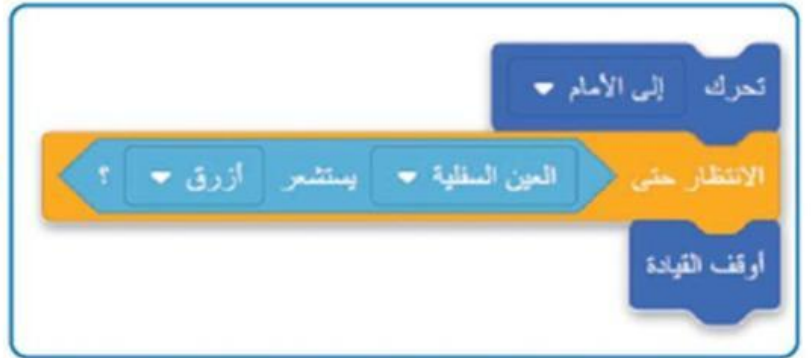 تحرك إلى الأمام
الانتظار حتى العين السفلية يستشعر أزرق ؟
أوقف القيادة